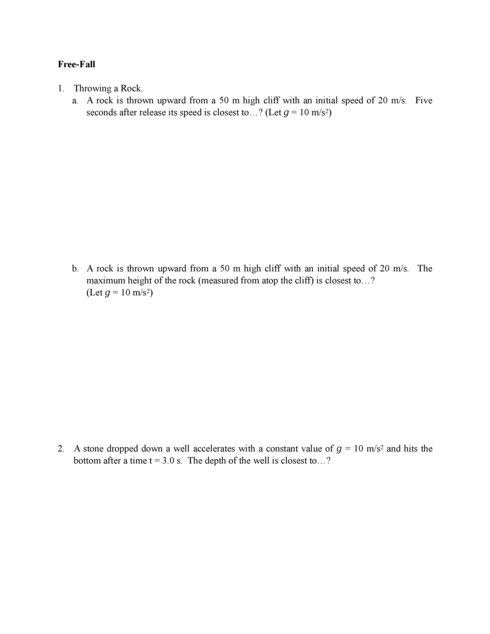 Free-Fall
1. Throwing a Rock.
a. A rock is thrown upward from a 50 m high cliff with an initial speed of 20 m/s. Five
seconds after release its speed is closest to…? (Let g = 10 m/s²)
b. A rock is thrown upward from a 50 m high cliff with an initial speed of 20 m/s. The
maximum height of the rock (measured from atop the cliff) is closest to…?
(Let g = 10 m/s²)
2. A stone dropped down a well accelerates with a constant value of g = 10 m/s² and hits the
bottom after a time t = 3.0 s. The depth of the well is closest to…?